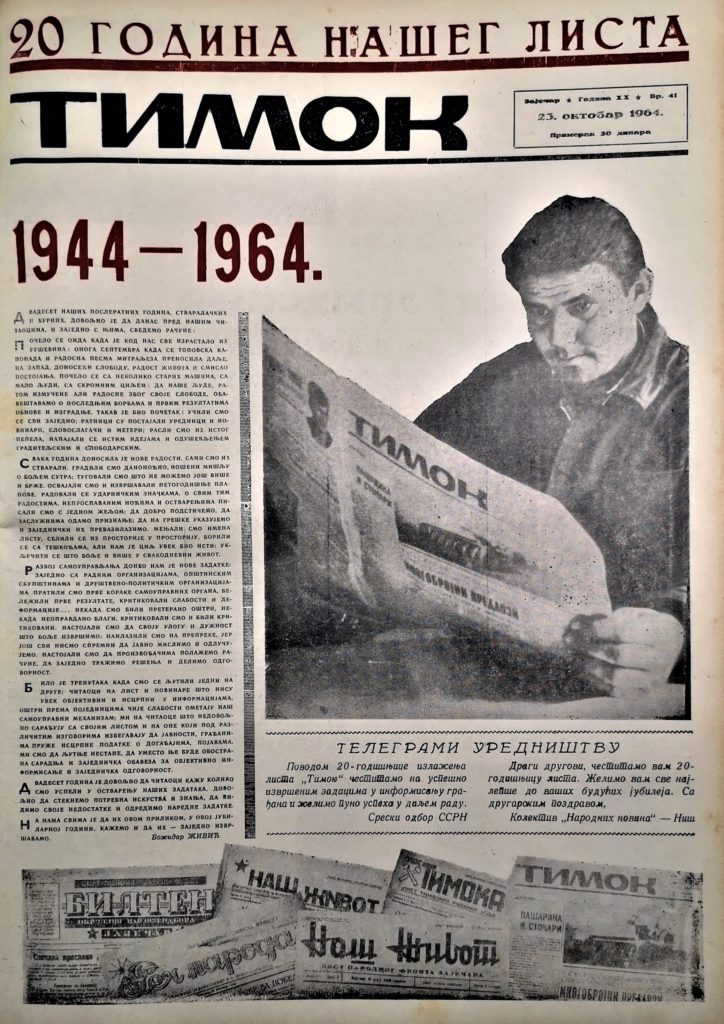 20 ГОДИНА НАШЕГ ЛИСТА
ТИМОК
Зајечар ★ Година XX ★ Бр. 41
23. октобар 1964.
Примерак 20 динара
1944—1964.
ДВАДЕСЕТ НАШИХ ПОСЛЕРАТНИХ ГОДИНА, СТВАРАЛАЧКИХ
И БУРНИХ, ДОВОЉНО ЈЕ ДА ДАНАС ПРЕД НАШИМ ЧИ-
ТАОЦИМА, И ЗАЈЕДНО С ЊИМА, СВЕДЕМО РАЧУНЕ:
ПОЧЕЛО СЕ ОНДА КАДА ЈЕ КОД НАС СВЕ ИЗРАСТАЛО ИЗ
РУШЕВИНА: ОНОГА СЕПТЕМБРА КАДА СЕ ТОПОВСКА КА-
НОНАДА И РАДОСНА ПЕСМА МИТРАЉЕЗА ПРЕНОСИЛА ДАЉЕ,
НА ЗАПАД, ДОНОСЕЋИ СЛОБОДУ, РАДОСТ ЖИВОТА И СМИСАО
ПОСТОЈАЊА. ПОЧЕЛО СЕ СА НЕКОЛИКО СТАРИХ МАШИНА, СА
МАЛО ЉУДИ, СА СКРОМНИМ ЦИЉЕМ: ДА НАШЕ ЉУДЕ, РА-
ТОМ ИЗМУЧЕНЕ АЛИ РАДОСНЕ ЗБОГ СВОЈЕ СЛОБОДЕ, ОБА-
ВЕШТАВАМО О ПОСЛЕДЊИМ БОРБАМА И ПРВИМ РЕЗУЛТАТИМА
ОБНОВЕ И ИЗГРАДЊЕ. ТАКАВ ЈЕ БИО ПОЧЕТАК: УЧИЛИ СМО
СЕ СВИ ЗАЈЕДНО; РАТНИЦИ СУ ПОСТАЈАЛИ УРЕДНИЦИ И НО-
ВИНАРИ, СЛОВОСЛАГАЧИ И МЕТЕРИ; РАСЛИ СМО ИЗ ИСТОГ
ПЕПЕЛА, НАПАЈАЛИ СЕ ИСТИМ ИДЕЈАМА И ОДУШЕВЉЕЊЕМ
ГРАДИТЕЉСКИМ И СЛОБОДАРСКИМ.
СВАКА ГОДИНА ДОНОСИЛА ЈЕ НОВЕ РАДОСТИ. САМИ СМО ИХ
СТВАРАЛИ. ГРАДИЛИ СМО ДАНОНОЋНО, НОШЕНИ МИШЉУ
О БОЉЕМ СУТРА; ТУГОВАЛИ СМО ШТО НЕ МОЖЕМО ЈОШ ВИШЕ
И БРЖЕ. ОСВАЈАЛИ СМО И ИЗВРШАВАЛИ ПЕТОГОДИШЊЕ ПЛА-
НОВЕ. РАДОВАЛИ СЕ УДАРНИЧКИМ ЗНАЧКАМА. О СВИМ ТИМ
РАДОСТИМА, НЕПРОСПАВАНИМ НОЋИМА И ОСТВАРЕЊИМА ПИ-
САЛИ СМО С ЈЕДНОМ ЖЕЉОМ: ДА ДОБРО ПОДСТИЧЕМО, ДА
ЗАСЛУЖНИМА ОДАМО ПРИЗНАЊЕ; ДА НА ГРЕШКЕ УКАЗУЈЕМО
И ЗАЈЕДНИЧКИ ИХ ПРЕВАЗИЛАЗИМО. МЕЊАЛИ СМО ИМЕНА
ЛИСТУ, СЕЛИЛИ СЕ ИЗ ПРОСТОРИЈЕ У ПРОСТОРИЈУ, БОРИЛИ
СЕ СА ТЕШКОЋАМА, АЛИ НАМ ЈЕ ЦИЉ УВЕК БИО ИСТИ: УК-
ЉУЧИТИ СЕ ШТО БОЉЕ И ВИШЕ У СВАКОДНЕВНИ ЖИВОТ.
РАЗВОЈ САМОУПРАВЉАЊА ДОНЕО НАМ ЈЕ НОВЕ ЗАДАТКЕ:
ЗАЈЕДНО СА РАДНИМ ОРГАНИЗАЦИЈАМА, ОПШТИНСКИМ
СКУПШТИНАМА И ДРУШТВЕНО-ПОЛИТИЧКИМ ОРГАНИЗАЦИЈА-
МА, ПРАТИЛИ СМО ПРВЕ КОРАКЕ САМОУПРАВНИХ ОРГАНА, БЕ-
ЛЕЖИЛИ ПРВЕ РЕЗУЛТАТЕ, КРИТИКОВАЛИ СЛАБОСТИ И ДЕ-
ФОРМАЦИЈЕ... НЕКАДА СМО БИЛИ ПРЕТЕРАНО ОШТРИ, НЕ-
КАДА НЕОПРАВДАНО БЛАГИ, КРИТИКОВАЛИ СМО И БИЛИ КРИ-
ТИКОВАНИ. НАСТОЈАЛИ СМО ДА СВОЈУ УЛОГУ И ДУЖНОСТ
ШТО БОЉЕ ИЗВРШИМО: НАИЛАЗИЛИ СМО НА ПРЕПРЕКЕ, ЈЕР
ЈОШ СВИ НИСМО СПРЕМНИ ДА ЈАВНО МИСЛИМО И ОДЛУЧУ-
ЈЕМО. НАСТОЈАЛИ СМО ДА ПРОИЗВОЂАЧИМА ПОЛАЖЕМО РА-
ЧУНЕ, ДА ЗАЈЕДНО ТРАЖИМО РЕШЕЊА И ДЕЛИМО ОДГО-
ВОРНОСТ.
БИЛО ЈЕ ТРЕНУТАКА КАДА СМО СЕ ЉУТИЛИ ЈЕДНИ НА
ДРУГЕ: ЧИТАОЦИ НА ЛИСТ И НОВИНАРЕ ШТО НИСУ
УВЕК ОБЈЕКТИВНИ И ИСЦРПНИ У ИНФОРМАЦИЈАМА,
ОШТРИ ПРЕМА ПОЈЕДИНЦИМА ЧИЈЕ СЛАБОСТИ ОМЕТАЈУ НАШ
САМОУПРАВНИ МЕХАНИЗАМ; МИ НА ЧИТАОЦЕ ШТО НЕДОВОЉ-
НО САРАЂУЈУ СА СВОЈИМ ЛИСТОМ И НА ОНЕ КОЈИ ПОД РАЗ-
ЛИЧИТИМ ИЗГОВОРИМА ИЗБЕГАВАЈУ ДА ЈАВНОСТИ, ГРАЂАНИ-
МА ПРУЖЕ ИСЦРПНЕ ПОДАТКЕ О ДОГАЂАЈИМА, ПОЈАВАМА.
МИ СМО ДА ЉУТЊЕ НЕСТАНЕ, ДА УМЕСТО ЊЕ БУДЕ ОБОСТРА-
НА САРАДЊА И ЗАЈЕДНИЧКА ОБАВЕЗА ЗА ОБЈЕКТИВНО ИН-
ФОРМИСАЊЕ И ЗАЈЕДНИЧКА ОДГОВОРНОСТ.
ДВАДЕСЕТ ГОДИНА ЈЕ ДОВОЉНО ДА ЧИТАОЦИ КАЖУ КОЛИКО
СМО УСПЕЛИ У ОСТВАРЕЊУ НАШИХ ЗАДАТАКА. ДОВОЉ-
НО ДА СТЕКНЕМО ПОТРЕБНА ИСКУСТВА И ЗНАЊА, ДА ВИ-
ДИМО СВОЈЕ НЕДОСТАТКЕ И ОДРЕДИМО НАРЕДНЕ ЗАДАТКЕ.
НА НАМА СВИМА ЈЕ ДА ИХ ОВОМ ПРИЛИКОМ, У ОВОЈ ЈУБИ-
ЛАРНОЈ ГОДИНИ, КАЖЕМО И ДА ИХ — ЗАЈЕДНО ИЗВР-
ШАВАМО.
Божидар ЖИВИЋ
ТИМОК
МНОГОБРОЈНИ ПРЕДЛОЗИ
ТЕЛЕГРАМИ УРЕДНИШТВУ
Поводом 20-годишњице излажења
листа „Тимок" честитамо на успешно
извршеним задацима у информисању гра-
ђана и желимо пуно успеха у даљем раду.
Срески одбор ССРН
Драги другови, честитамо вам 20-
годишњицу листа. Желимо вам све нај-
лепше до ваших будућих јубилеја. Са
другарским поздравом,
Колектив „Народних новина" — Ниш
БИЛТЕН
НАШ ЖИВОТ
ТИМОК
ТИМОК
ПАШАРИНА
И СТОЧАРИ
Глас народа
Наш Живот
ЛИСТ НАРОДНОГ ФРОНТА ЗАЈЕЧАРА
МНОГОБРОЈНИ ПРЕДЛОЗИ